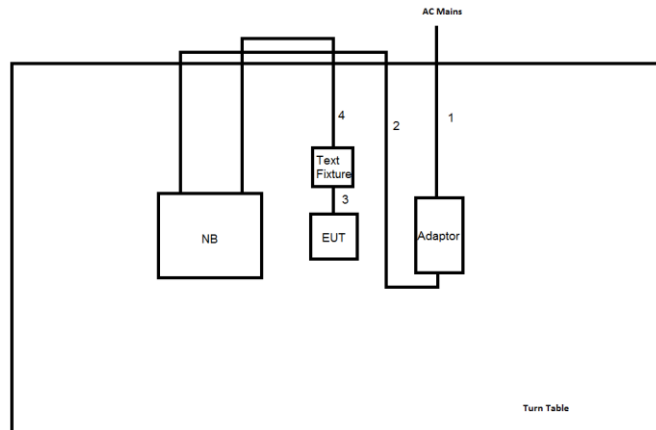 AC Mains
4
2
1
Text
Fixture
3
NB
EUT
Adaptor
Turn Table